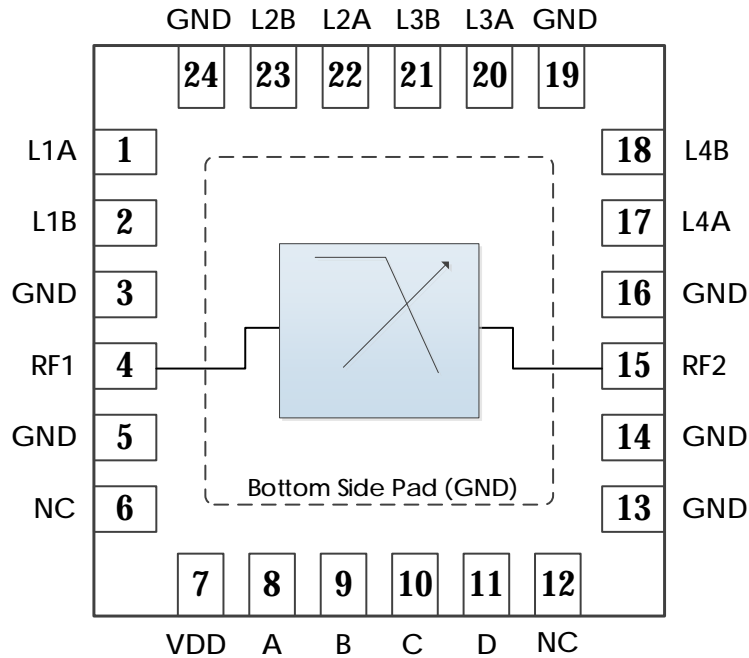 GND L2B L2A L3B L3A GND
24 23 22 21 20 19
L1A 1 18 L4B
L1B 2 17 L4A
GND 3 16 GND
RF1 4 15 RF2
GND 5 14 GND
Bottom Side Pad (GND)
NC 6 13 GND
7 8 9 10 11 12
VDD A B C D NC